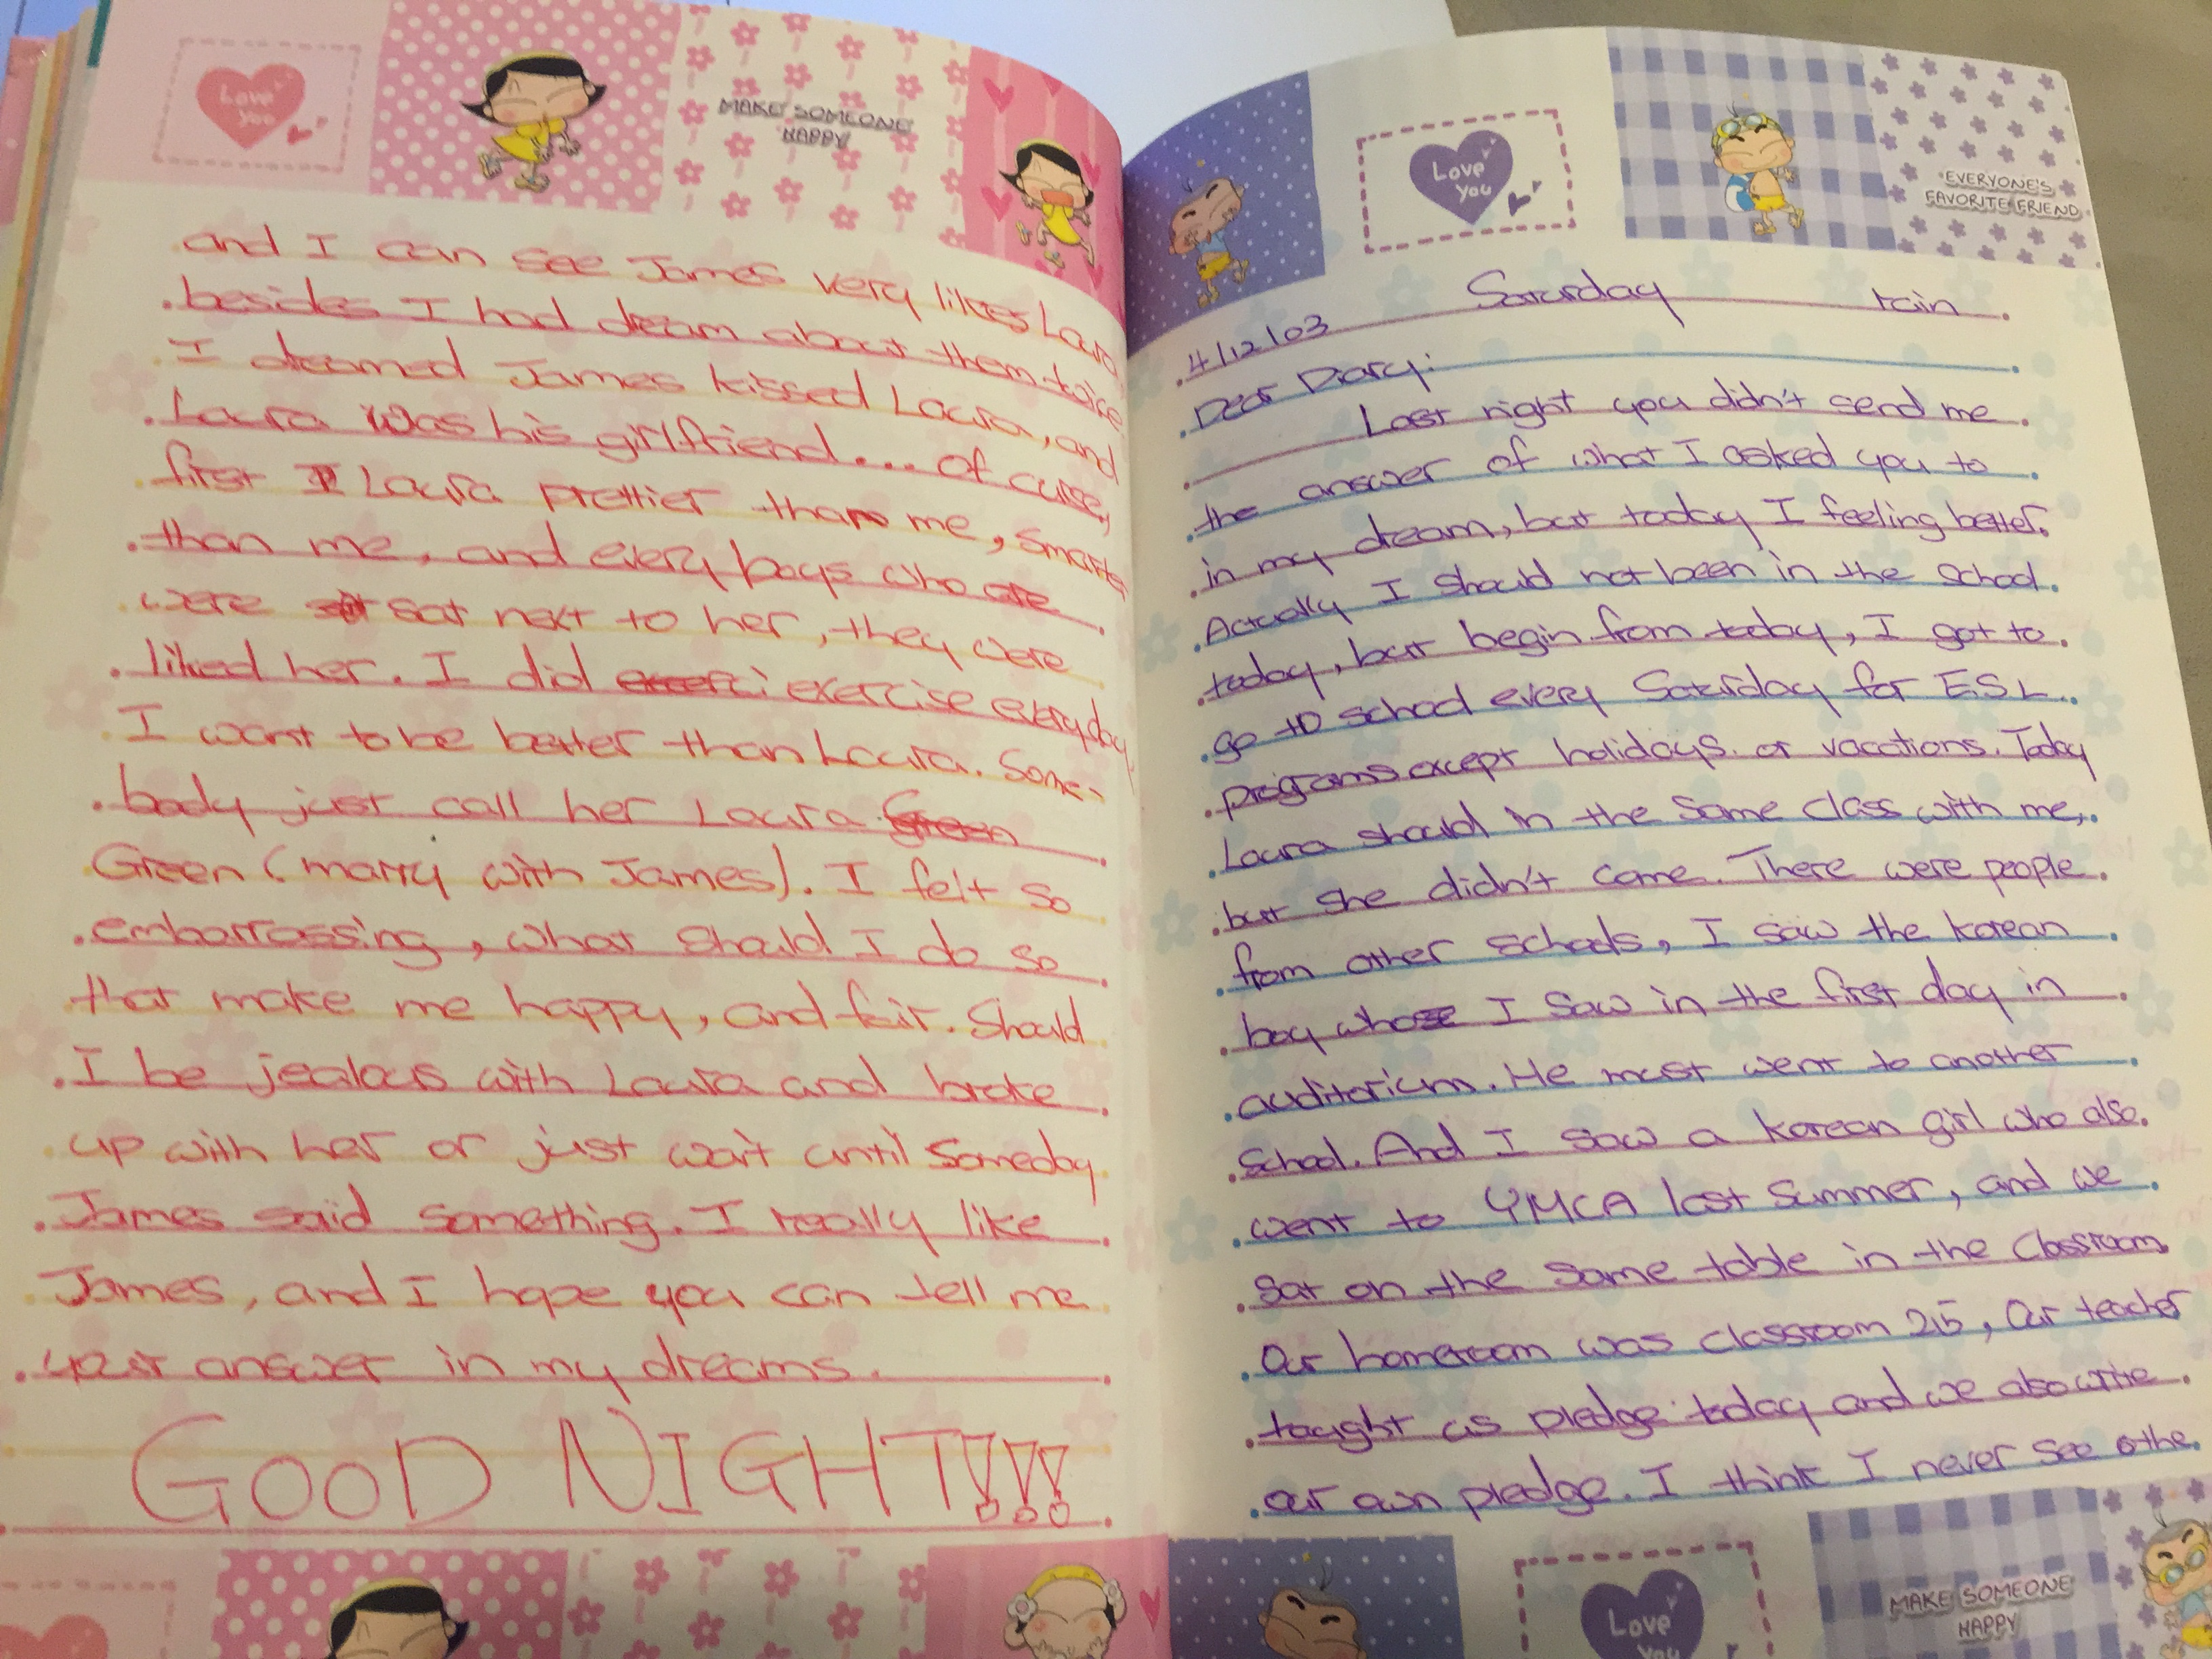 Love you
MAKE SOMEONE
HAPPY
and I can see James very likes Laura,
besides I had dream about them twice
I dreamed James kissed Laura, and
Laura was his girlfriend.... of curse,
first Laura prettier than me, smarter
than me, and every boys who are
were sat next to her, they were
liked her. I did exerci exercise everyday
I want to be better than Laura. Some-
body just call her Laura Green
Green (marry with James). I felt so
embarrassing, what should I do so
that make me happy, and fair. Should
I be jealous with Laura and broke
up with her or just wait until someday
James said something. I really like
James, and I hope you can tell me
your answer in my dreams.
GOOD NIGHT!!!
Love you
EVERYONE'S
FAVORITE FRIEND
4/12/03 Saturday rain
Dear Diary:
Last night you didn't send me
the answer of what I asked you to
in my dream, but today I feeling better.
Actually I should not been in the school
today, but begin from today, I got to
go to school every Saturday for ESL
programs except holidays or vacations. Today
Laura should in the same class with me,
but she didn't come. There were people
from other schools, I saw the korean
boy whose I saw in the first day in
auditorium. He must went to another
school. And I saw a korean girl who also
went to YMCA last summer, and we
sat on the same table in the classroom
Our homeroom was classroom 215, Our teacher
taught us pledge today and we also write
our own pledge. I think I never see othe
Love you
MAKE SOMEONE
HAPPY